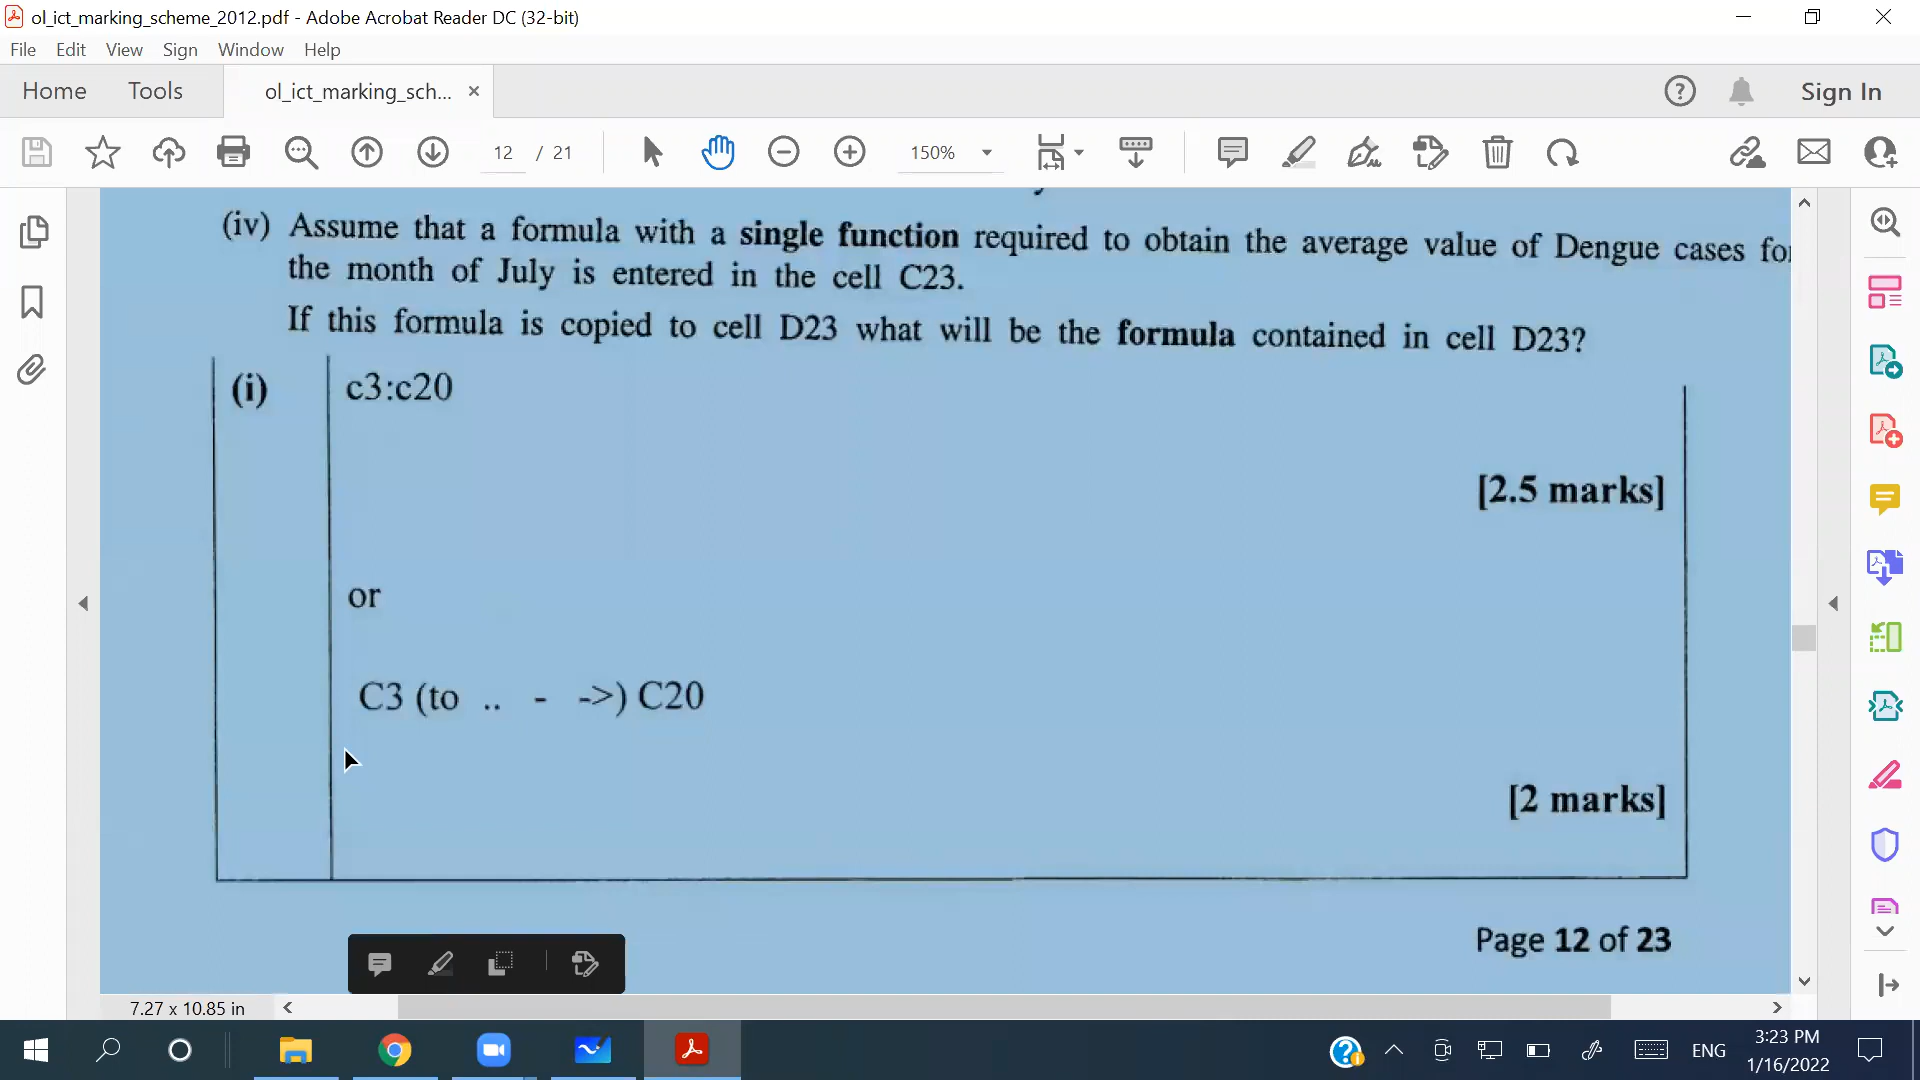 ol_ict_marking_scheme_2012.pdf - Adobe Acrobat Reader DC (32-bit)
File Edit View Sign Window Help
Home Tools ol_ict_marking_sch... × Sign In
12 / 21 150%
(iv) Assume that a formula with a single function required to obtain the average value of Dengue cases for
the month of July is entered in the cell C23.
If this formula is copied to cell D23 what will be the formula contained in cell D23?
(i) c3:c20
[2.5 marks]
or
C3 (to .. - ->) C20
[2 marks]
Page 12 of 23
7.27 x 10.85 in
ENG
3:23 PM
1/16/2022